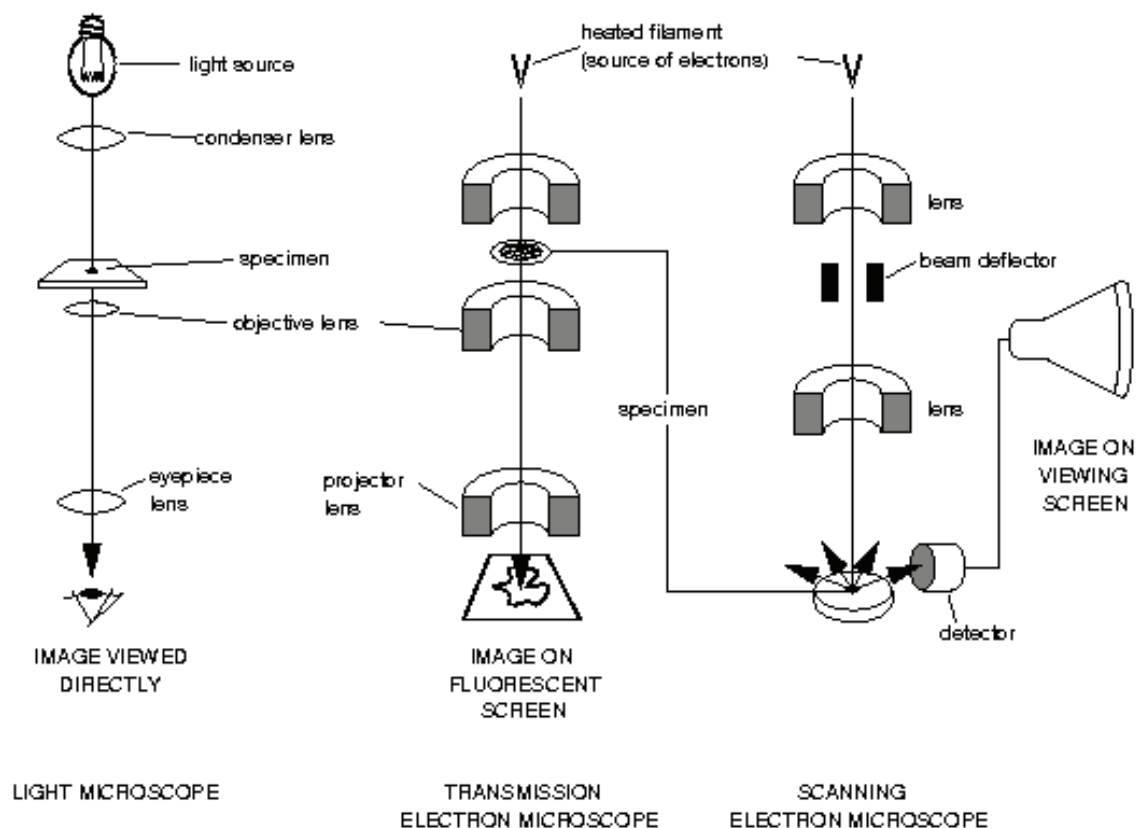 light source
heated filament
(source of electrons)
condenser lens
lens
specimen
beam deflector
objective lens
specimen
lens
eyepiece
lens
projector
lens
IMAGE ON
VIEWING
SCREEN
detector
IMAGE VIEWED
DIRECTLY
IMAGE ON
FLUORESCENT
SCREEN
LIGHT MICROSCOPE
TRANSMISSION
ELECTRON MICROSCOPE
SCANNING
ELECTRON MICROSCOPE